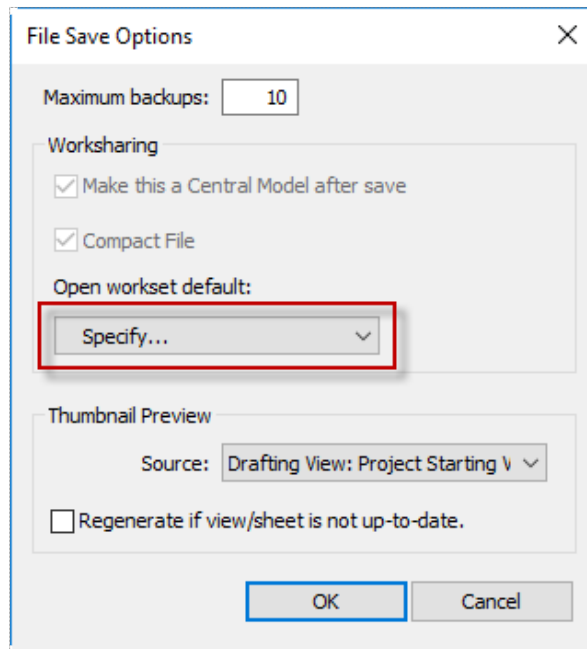 File Save Options
Maximum backups: 10
Worksharing
Make this a Central Model after save
Compact File
Open workset default:
Specify...
Thumbnail Preview
Source: Drafting View: Project Starting V
Regenerate if view/sheet is not up-to-date.
OK Cancel